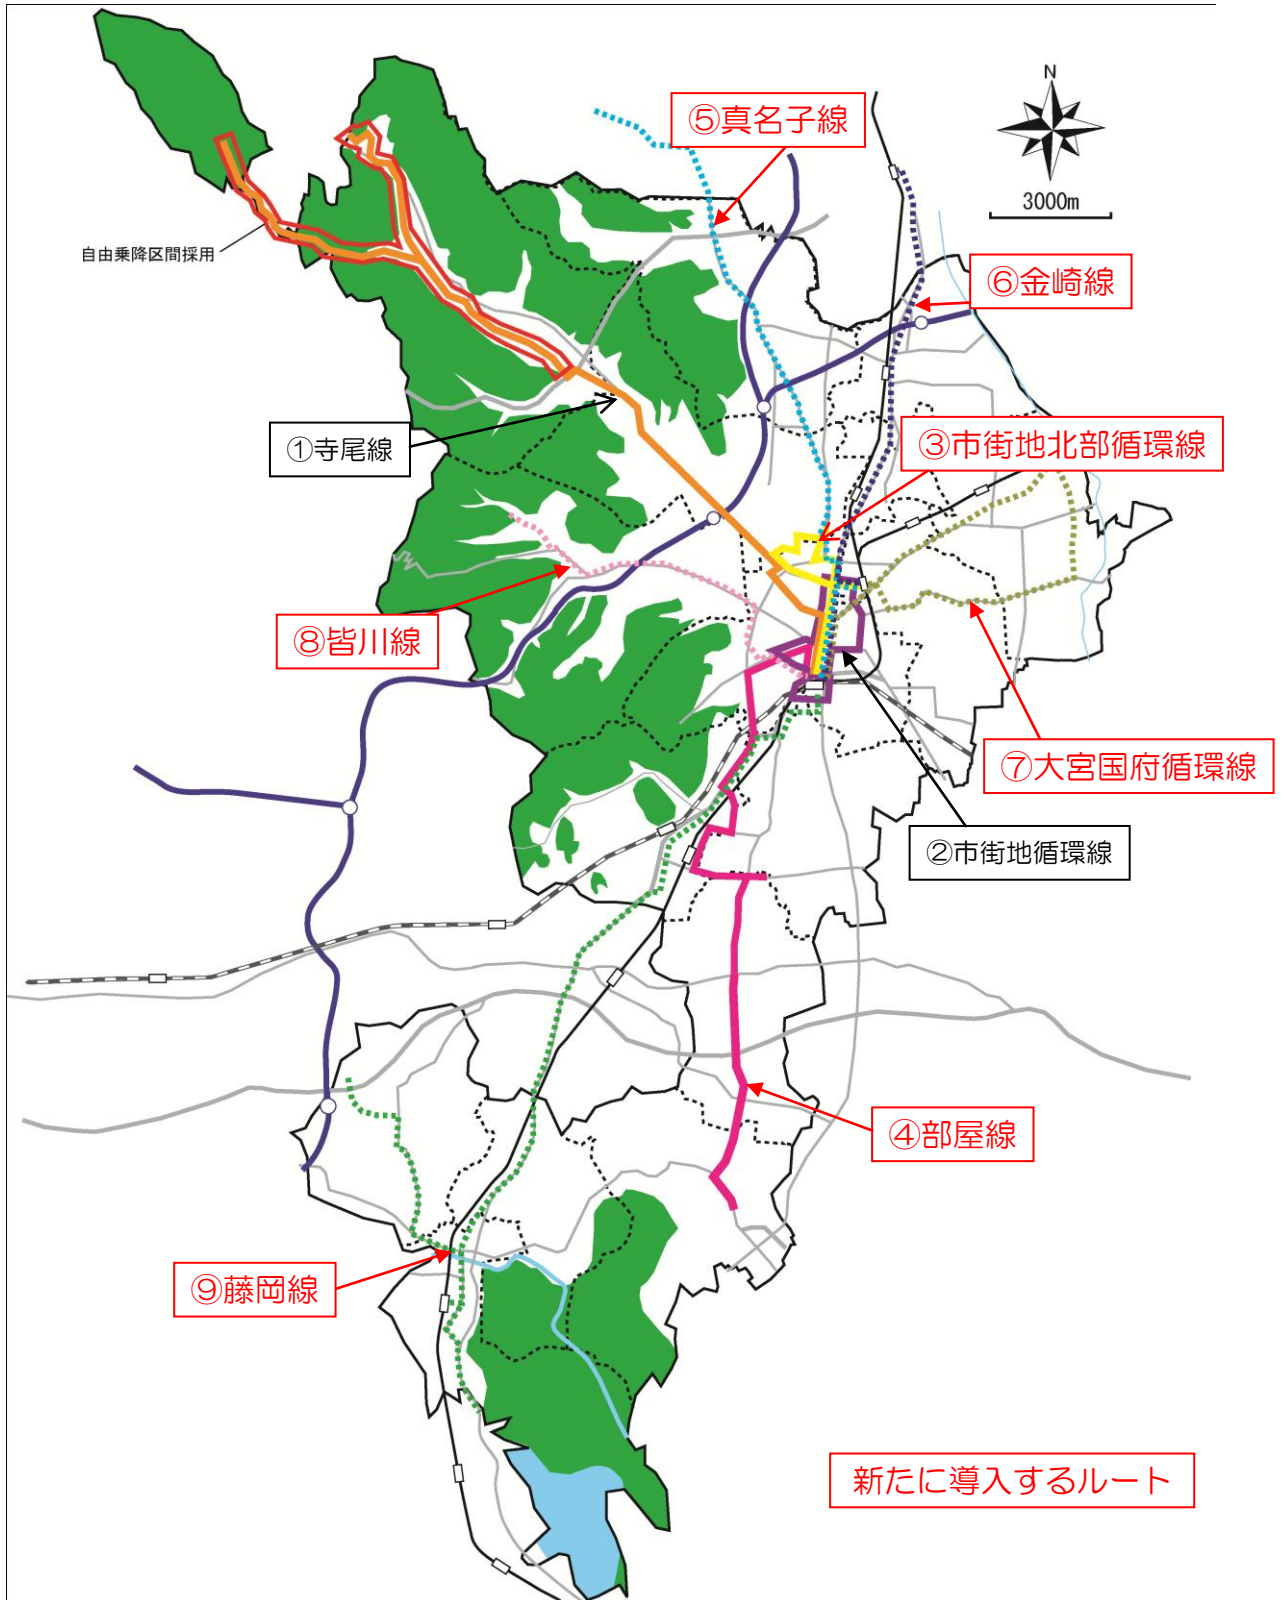 N
3000m
⑤真名子線
自由乗降区間採用
⑥金崎線
①寺尾線
③市街地北部循環線
⑧皆川線
⑦大宮国府循環線
②市街地循環線
④部屋線
⑨藤岡線
新たに導入するルート